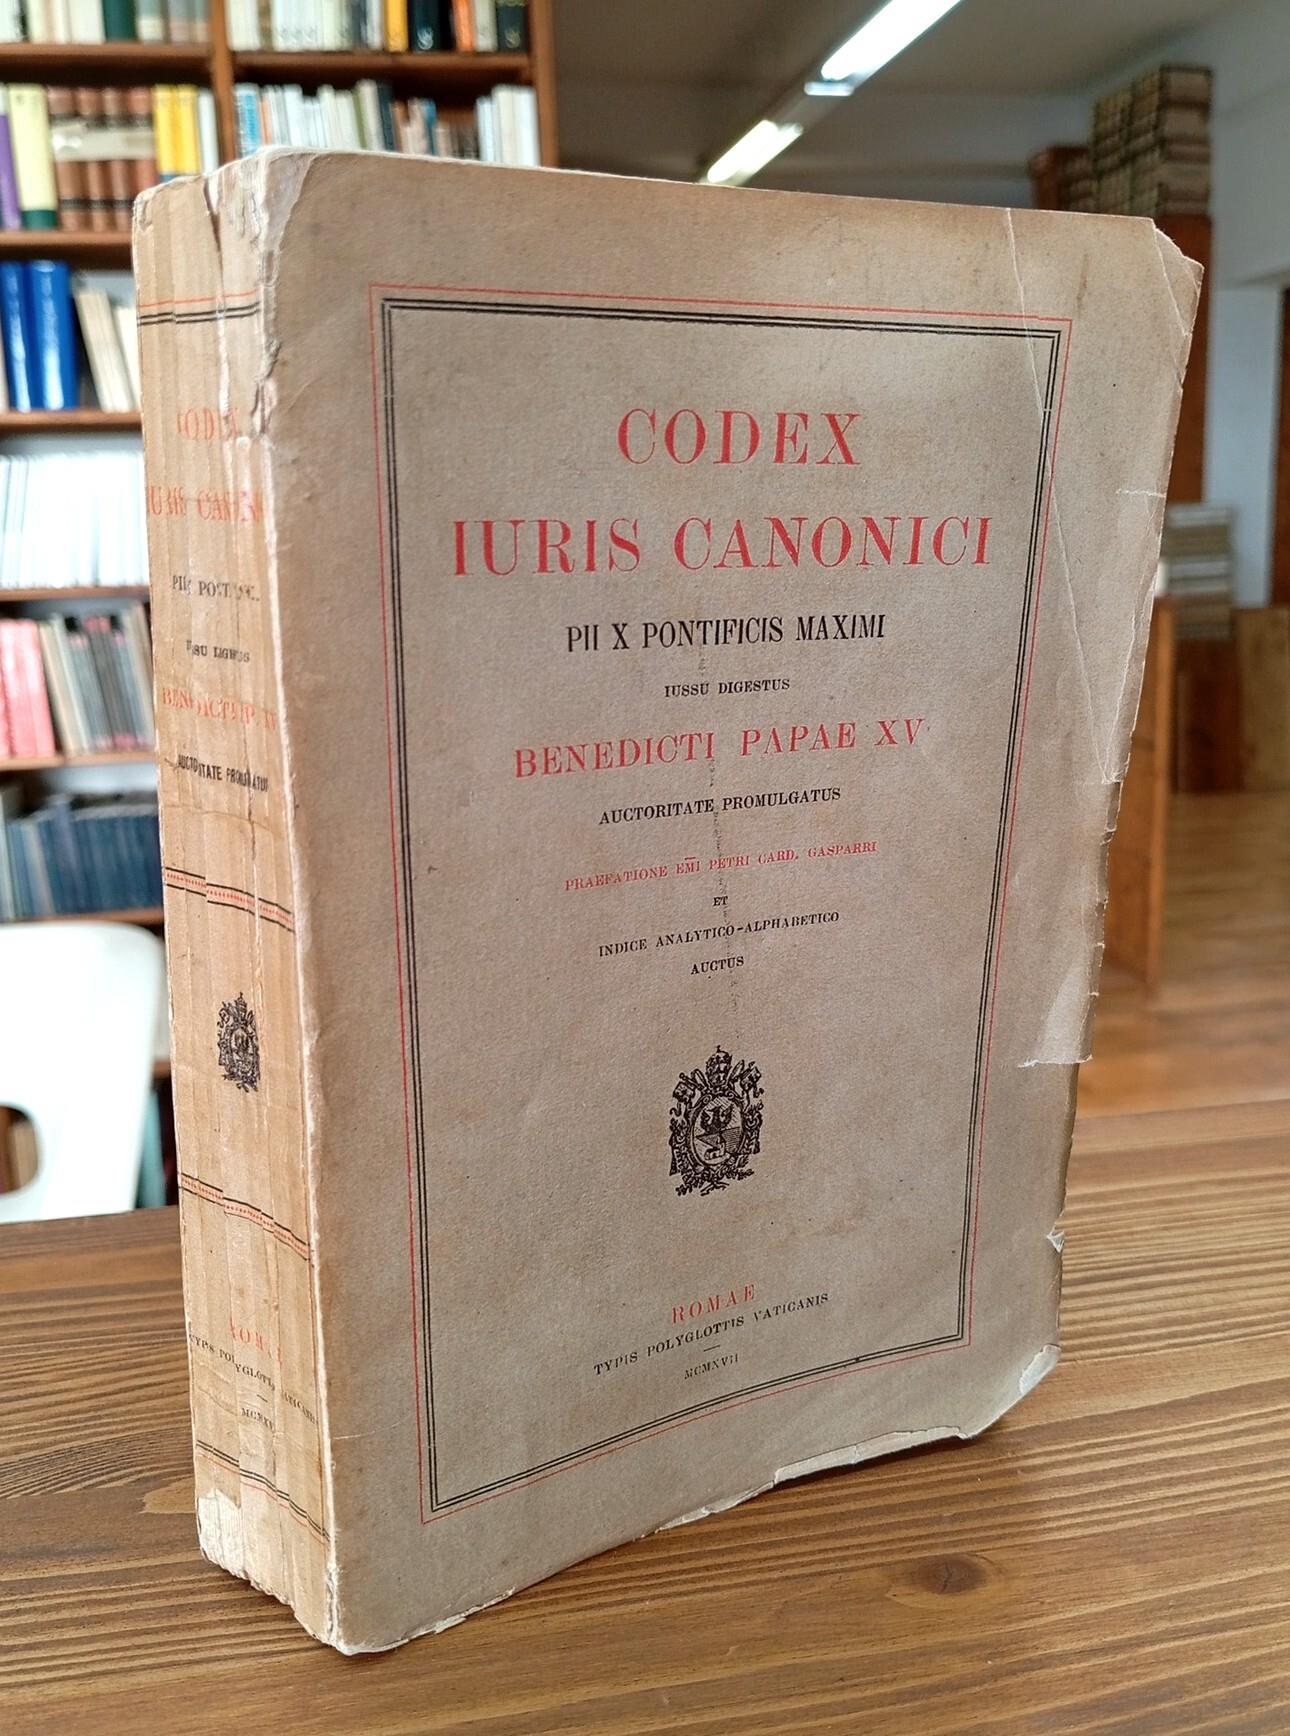 CODEX
IURIS CANONICI
PII X PONTIFICIS MAXIMI
IUSSU DIGESTUS
BENEDICTI PAPAE XV
AUCTORITATE PROMULGATUS
PRAEFATIONE EM̅I PETRI CARD. GASPARRI
ET
INDICE ANALYTICO-ALPHABETICO
AUCTUS
ROMAE
TYPIS POLYGLOTTIS VATICANIS
MCMXVII